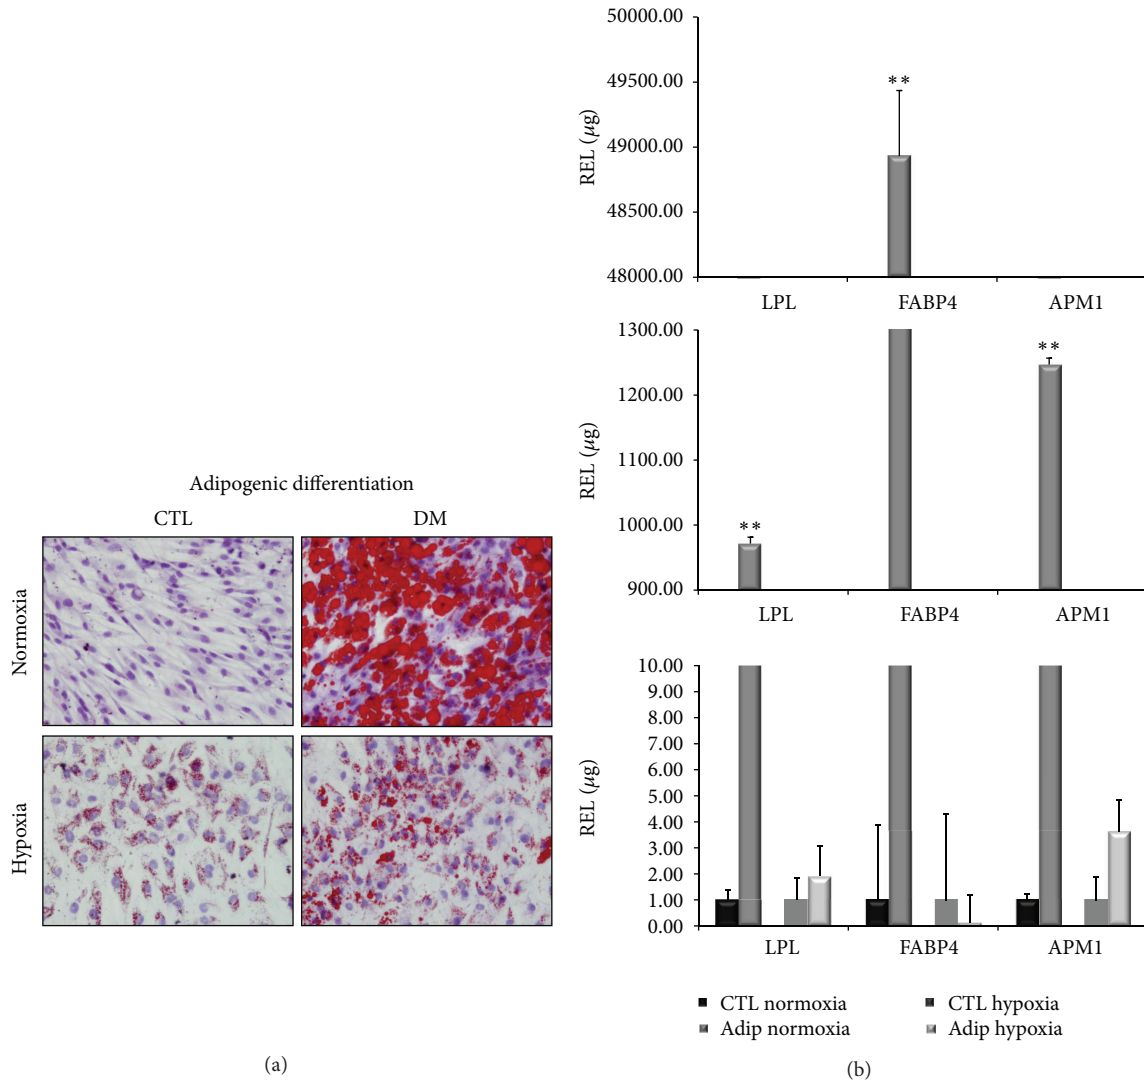 Adipogenic differentiation
CTL DM
Normoxia
Hypoxia
(a)
REL (µg)
50000.00
49500.00
49000.00
48500.00
48000.00
**
LPL FABP4 APM1
REL (µg)
1300.00
1200.00
1100.00
1000.00
900.00
**
**
LPL FABP4 APM1
REL (µg)
10.00
9.00
8.00
7.00
6.00
5.00
4.00
3.00
2.00
1.00
0.00
LPL FABP4 APM1
CTL normoxia CTL hypoxia
Adip normoxia Adip hypoxia
(b)